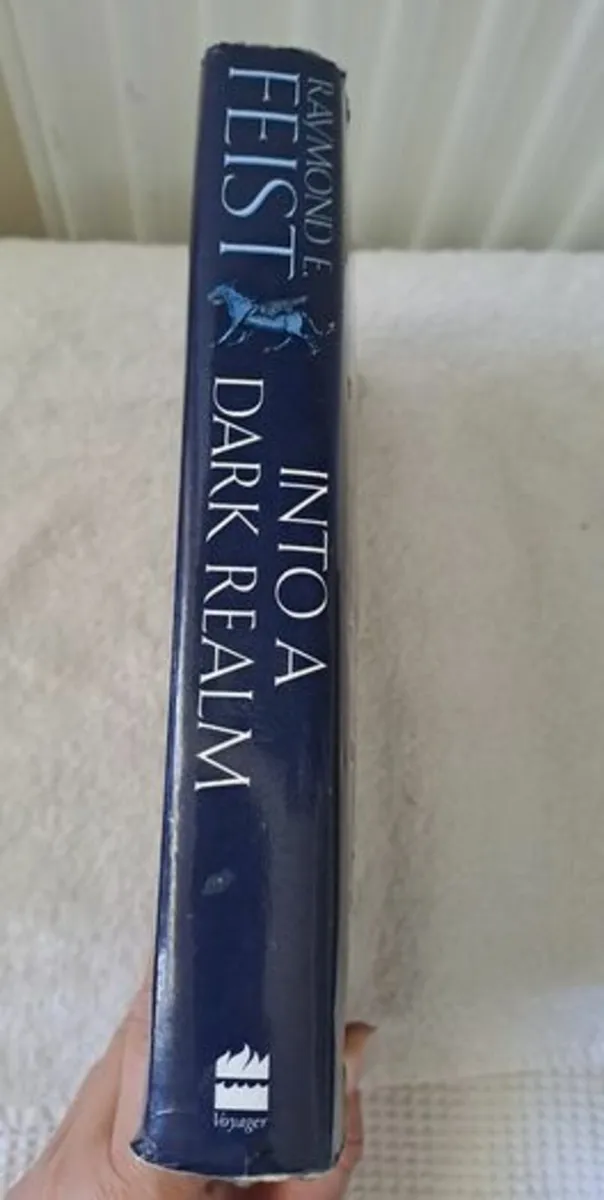 RAYMOND E.
FEIST
INTO A
DARK REALM
Voyager